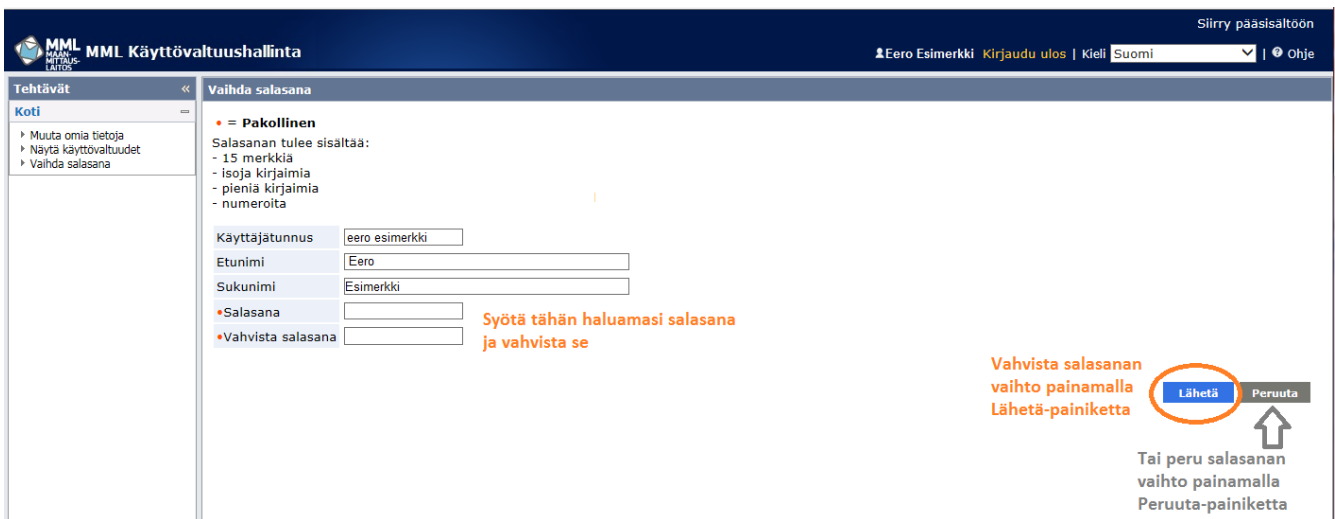 Siirry pääsisältöön
MML
MAAN-
MITTAUS-
LAITOS
MML Käyttövaltuushallinta
Eero Esimerkki Kirjaudu ulos | Kieli Suomi | Ohje
Tehtävät «
Koti
Muuta omia tietoja
Näytä käyttövaltuudet
Vaihda salasana
Vaihda salasana
• = Pakollinen
Salasanan tulee sisältää:
- 15 merkkiä
- isoja kirjaimia
- pieniä kirjaimia
- numeroita
Käyttäjätunnus eero esimerkki
Etunimi Eero
Sukunimi Esimerkki
•Salasana
•Vahvista salasana
Syötä tähän haluamasi salasana
ja vahvista se
Vahvista salasanan
vaihto painamalla
Lähetä-painiketta
Lähetä Peruuta
Tai peru salasanan
vaihto painamalla
Peruuta-painiketta